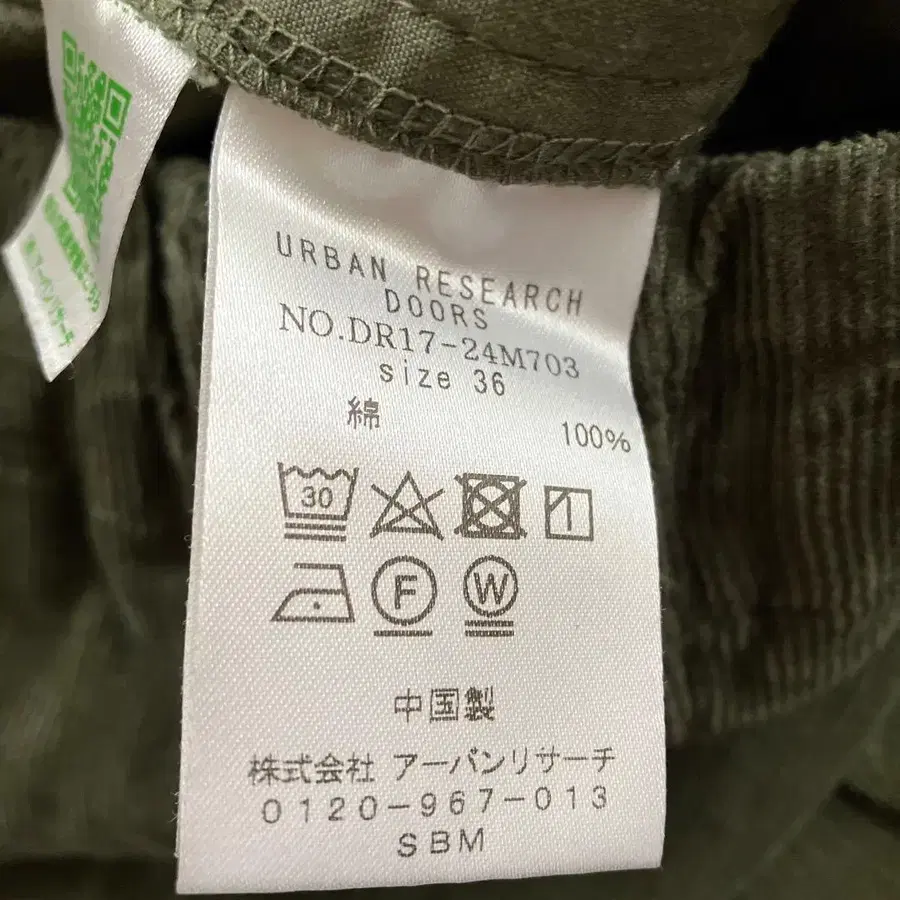 URBAN RESEARCH
DOORS
NO.DR17-24M703
size 36
綿 100%
30
F W
中国製
株式会社 アーバンリサーチ
0120-967-013
SBM